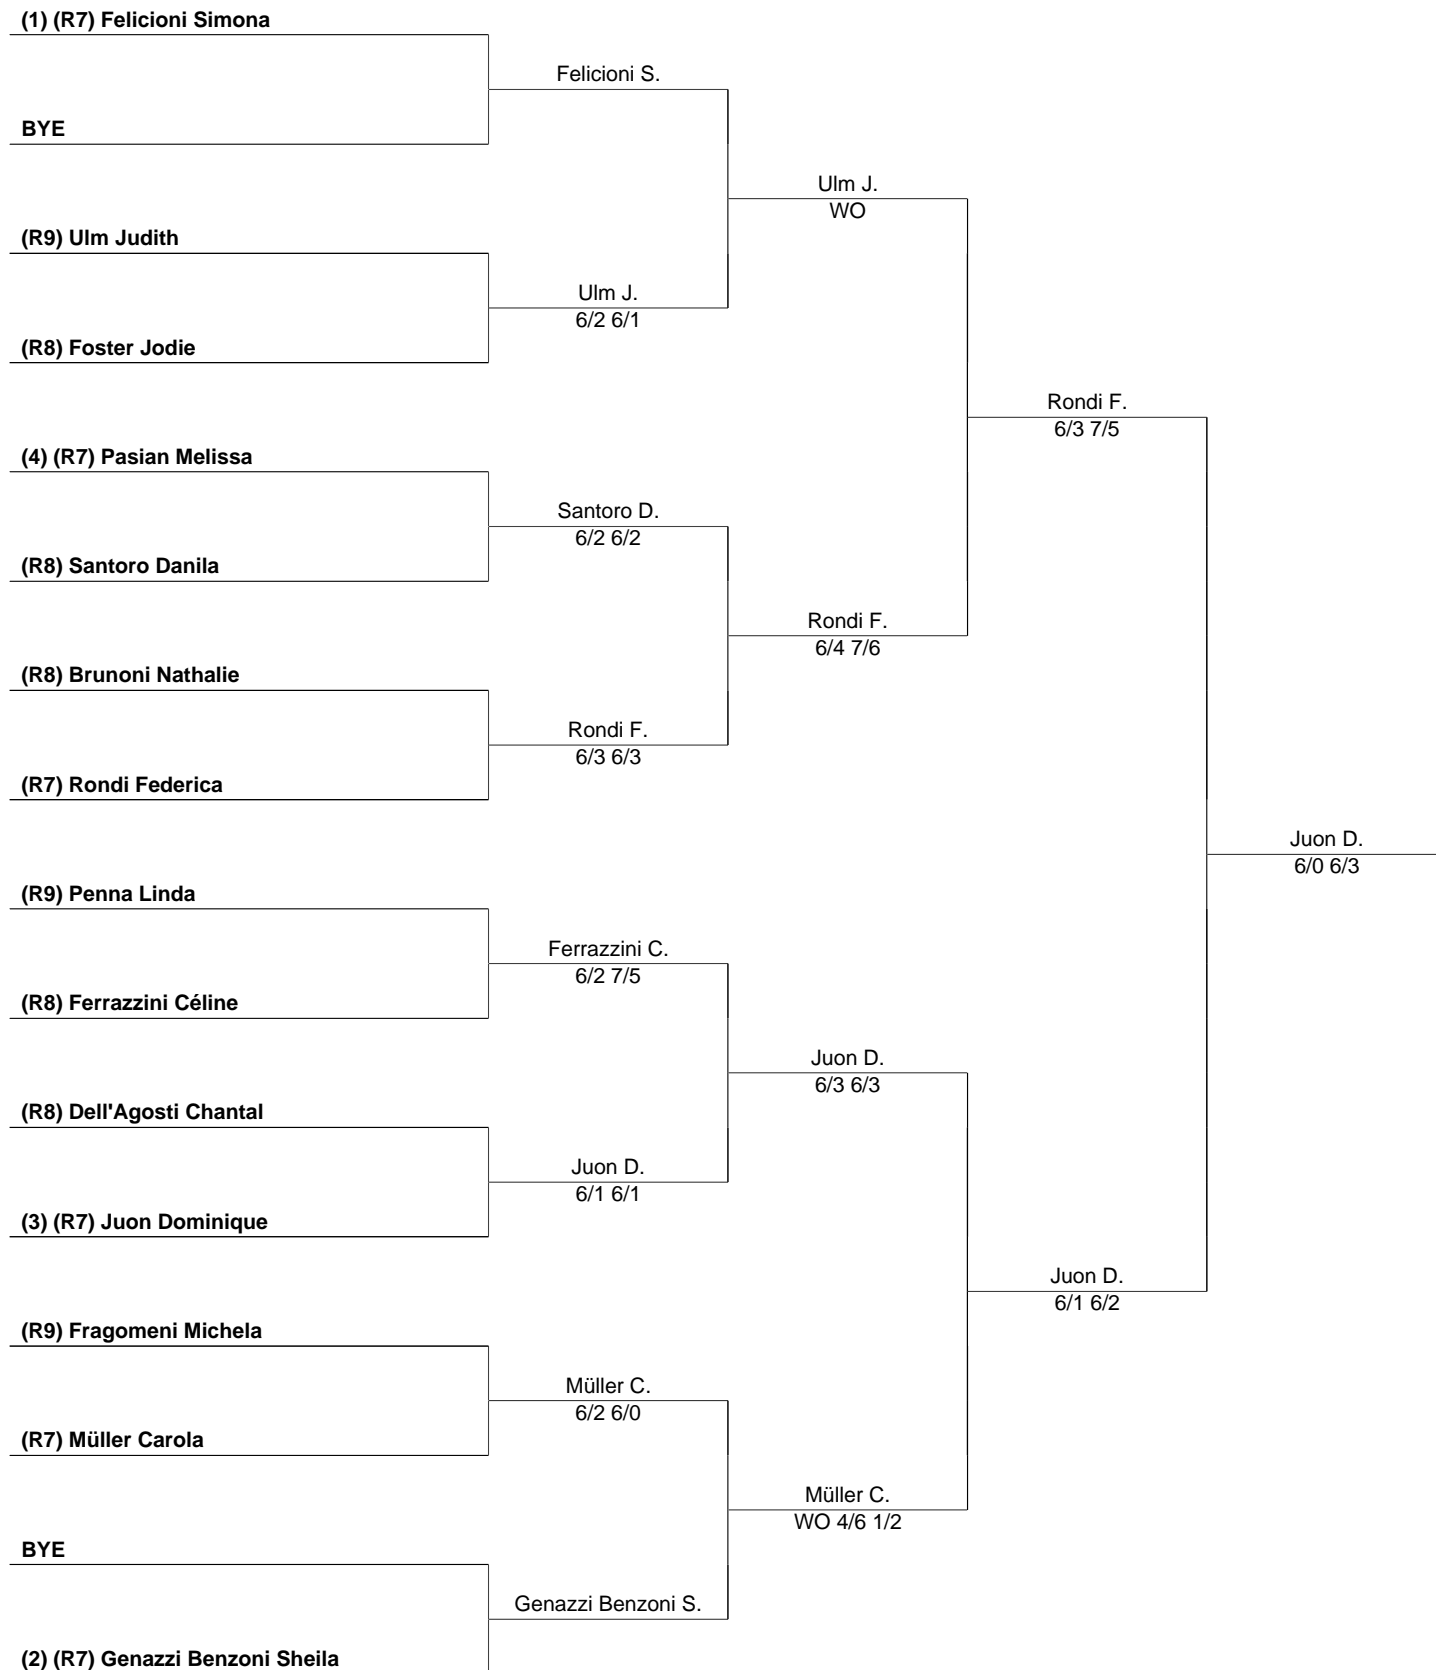 (1) (R7) Felicioni Simona
Felicioni S.
BYE
Ulm J.
WO
(R9) Ulm Judith
Ulm J.
6/2 6/1
(R8) Foster Jodie
Rondi F.
6/3 7/5
(4) (R7) Pasian Melissa
Santoro D.
6/2 6/2
(R8) Santoro Danila
Rondi F.
6/4 7/6
(R8) Brunoni Nathalie
Rondi F.
6/3 6/3
(R7) Rondi Federica
Juon D.
6/0 6/3
(R9) Penna Linda
Ferrazzini C.
6/2 7/5
(R8) Ferrazzini Céline
Juon D.
6/3 6/3
(R8) Dell'Agosti Chantal
Juon D.
6/1 6/1
(3) (R7) Juon Dominique
Juon D.
6/1 6/2
(R9) Fragomeni Michela
Müller C.
6/2 6/0
(R7) Müller Carola
Müller C.
WO 4/6 1/2
BYE
Genazzi Benzoni S.
(2) (R7) Genazzi Benzoni Sheila